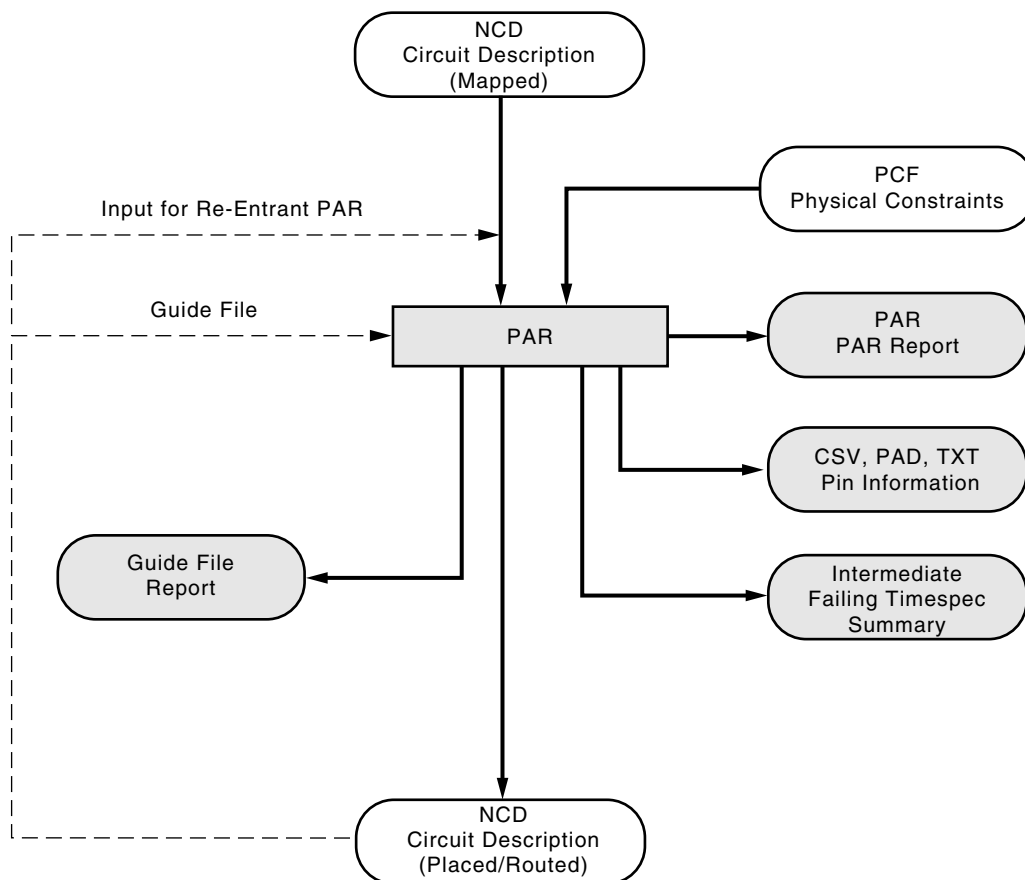 NCD
Circuit Description
(Mapped)
PCF
Physical Constraints
Input for Re-Entrant PAR
Guide File
PAR
PAR
PAR Report
CSV, PAD, TXT
Pin Information
Guide File
Report
Intermediate
Failing Timespec
Summary
NCD
Circuit Description
(Placed/Routed)